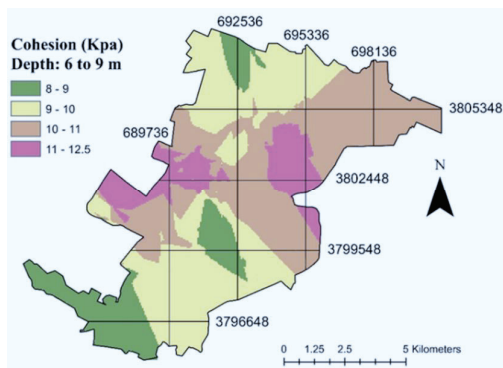 692536
695336
698136
Cohesion (Kpa)
Depth: 6 to 9 m
8 - 9
9 - 10
10 - 11
11 - 12.5
3805348
689736
N
3802448
3799548
3796648
0 1.25 2.5 5 Kilometers